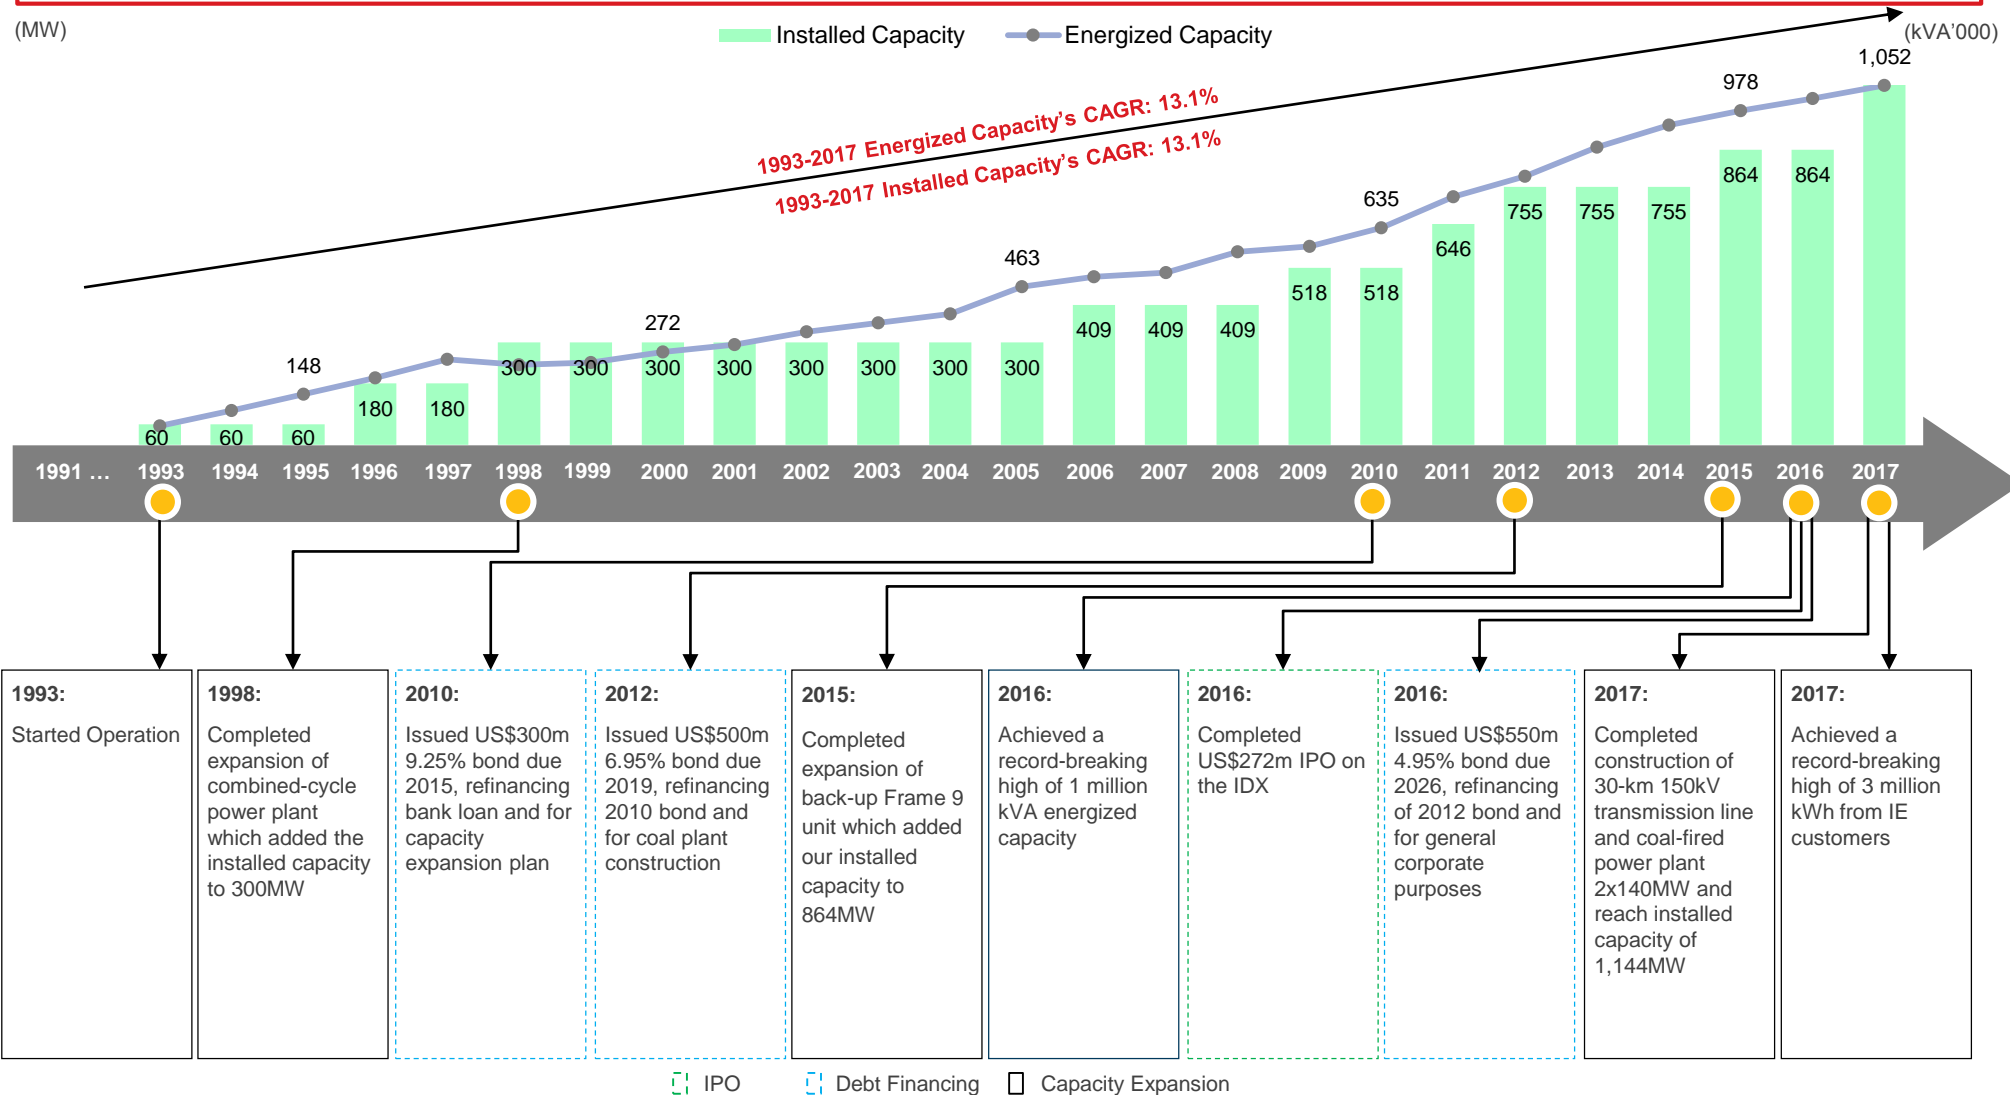 (MW)
Installed Capacity
Energized Capacity
(kVA'000)
1993-2017 Energized Capacity's CAGR: 13.1%
1993-2017 Installed Capacity's CAGR: 13.1%
148
272
463
635
978
1,052
60
60
60
180
180
300
300
300
300
300
300
300
300
409
409
409
518
518
646
755
755
755
864
864
1991 … 1993 1994 1995 1996 1997 1998 1999 2000 2001 2002 2003 2004 2005 2006 2007 2008 2009 2010 2011 2012 2013 2014 2015 2016 2017
1993:
Started Operation
1998:
Completed
expansion of
combined-cycle
power plant
which added the
installed capacity
to 300MW
2010:
Issued US$300m
9.25% bond due
2015, refinancing
bank loan and for
capacity
expansion plan
2012:
Issued US$500m
6.95% bond due
2019, refinancing
2010 bond and
for coal plant
construction
2015:
Completed
expansion of
back-up Frame 9
unit which added
our installed
capacity to
864MW
2016:
Achieved a
record-breaking
high of 1 million
kVA energized
capacity
2016:
Completed
US$272m IPO on
the IDX
2016:
Issued US$550m
4.95% bond due
2026, refinancing
of 2012 bond and
for general
corporate
purposes
2017:
Completed
construction of
30-km 150kV
transmission line
and coal-fired
power plant
2x140MW and
reach installed
capacity of
1,144MW
2017:
Achieved a
record-breaking
high of 3 million
kWh from IE
customers
IPO
Debt Financing
Capacity Expansion